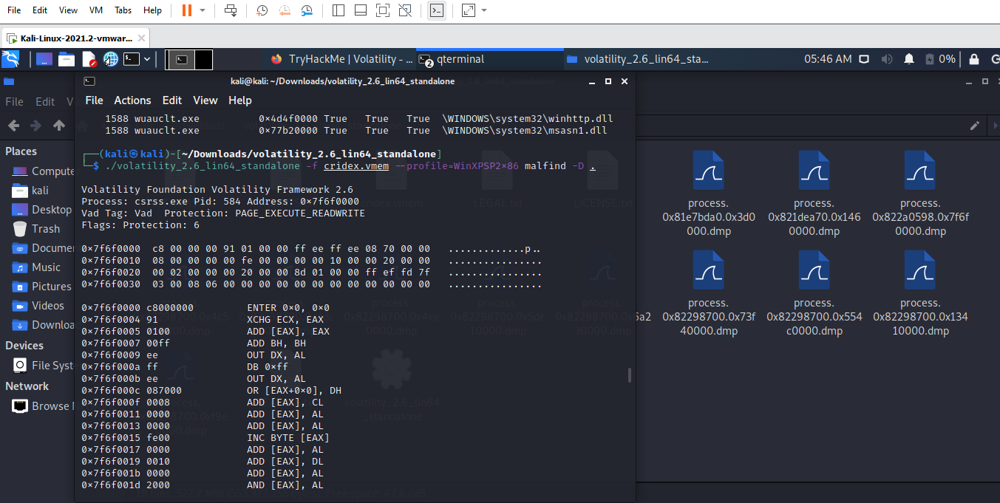 File Edit View VM Tabs Help
Kali-Linux-2021.2-vmwar...
TryHackMe | Volatility - ...
2
qterminal
volatility_2.6_lin64_sta...
05:46 AM
0%
kali@kali: ~/Downloads/volatility_2.6_lin64_standalone
File Edit
File Actions Edit View Help
Places
Compute
kali
Desktop
Trash
Documen
Music
Pictures
Videos
Downloa
Devices
File Syst
Network
Browse
1588 wuauclt.exe 0×4d4f0000 True True True \WINDOWS\system32\winhttp.dll
1588 wuauclt.exe 0×77b20000 True True True \WINDOWS\system32\msasn1.dll
(kali㉿kali)-[~/Downloads/volatility_2.6_lin64_standalone]
$ ./volatility_2.6_lin64_standalone -f cridex.vmem --profile=WinXPSP2×86 malfind -D .
Volatility Foundation Volatility Framework 2.6
Process: csrss.exe Pid: 584 Address: 0×7f6f0000
Vad Tag: Vad Protection: PAGE_EXECUTE_READWRITE
Flags: Protection: 6
0×7f6f0000 c8 00 00 00 91 01 00 00 ff ee ff ee 08 70 00 00 .............p..
0×7f6f0010 08 00 00 00 00 fe 00 00 00 00 10 00 00 20 00 00 ................
0×7f6f0020 00 02 00 00 00 20 00 00 8d 01 00 00 ff ef fd 7f ................
0×7f6f0030 03 00 08 06 00 00 00 00 00 00 00 00 00 00 00 00 ................
0×7f6f0000 c8000000 ENTER 0×0, 0×0
0×7f6f0004 91 XCHG ECX, EAX
0×7f6f0005 0100 ADD [EAX], EAX
0×7f6f0007 00ff ADD BH, BH
0×7f6f0009 ee OUT DX, AL
0×7f6f000a ff DB 0×ff
0×7f6f000b ee OUT DX, AL
0×7f6f000c 087000 OR [EAX+0×0], DH
0×7f6f000f 0008 ADD [EAX], CL
0×7f6f0011 0000 ADD [EAX], AL
0×7f6f0013 0000 ADD [EAX], AL
0×7f6f0015 fe00 INC BYTE [EAX]
0×7f6f0017 0000 ADD [EAX], AL
0×7f6f0019 0010 ADD [EAX], DL
0×7f6f001b 0000 ADD [EAX], AL
0×7f6f001d 2000 AND [EAX], AL
cridex.vmem
LEGAL.txt
LICENSE.txt
volatility_2.6_lin64
_standalone
process.
0x81e7bda0.0x3d0
000.dmp
process.
0x821dea70.0x146
0000.dmp
process.
0x822a0598.0x7f6f
0000.dmp
process.
0x82298700.0x73f
40000.dmp
process.
0x82298700.0x554
c0000.dmp
process.
0x82298700.0x134
10000.dmp